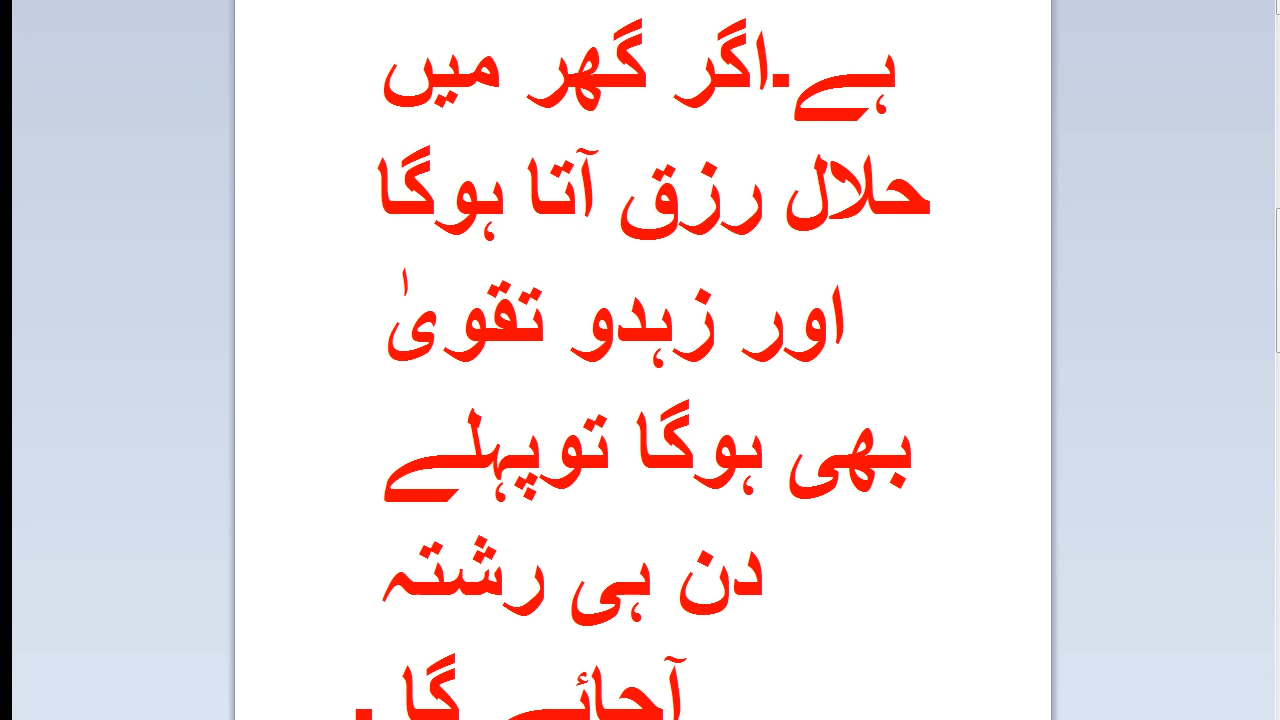 ہے۔اگر گھر میں
حلال رزق آتا ہوگا
اور زہدو تقویٰ
بھی ہوگا توپہلے
دن ہی رشتہ
آجائے گا۔